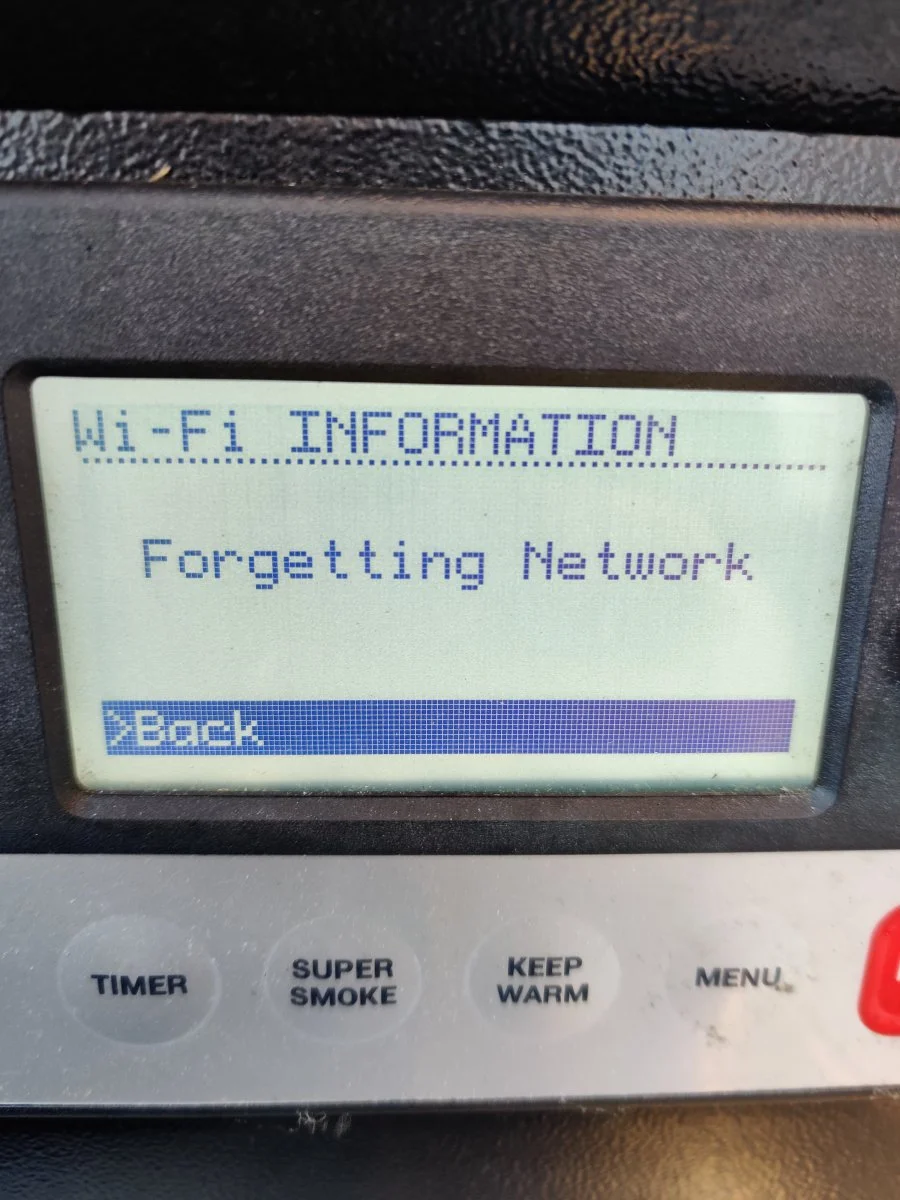 Wi-Fi INFORMATION
Forgetting Network
>Back
TIMER
SUPER
SMOKE
KEEP
WARM
MENU